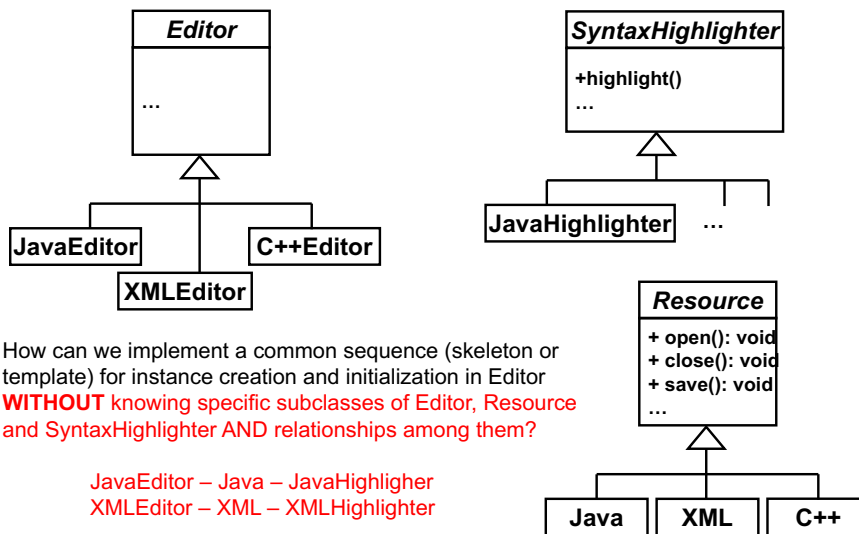 Editor
…
JavaEditor
C++Editor
XMLEditor
SyntaxHighlighter
+highlight()
…
JavaHighlighter
…
How can we implement a common sequence (skeleton or
template) for instance creation and initialization in Editor
WITHOUT knowing specific subclasses of Editor, Resource
and SyntaxHighlighter AND relationships among them?
JavaEditor – Java – JavaHighligher
XMLEditor – XML – XMLHighlighter
Resource
+ open(): void
+ close(): void
+ save(): void
…
Java
XML
C++